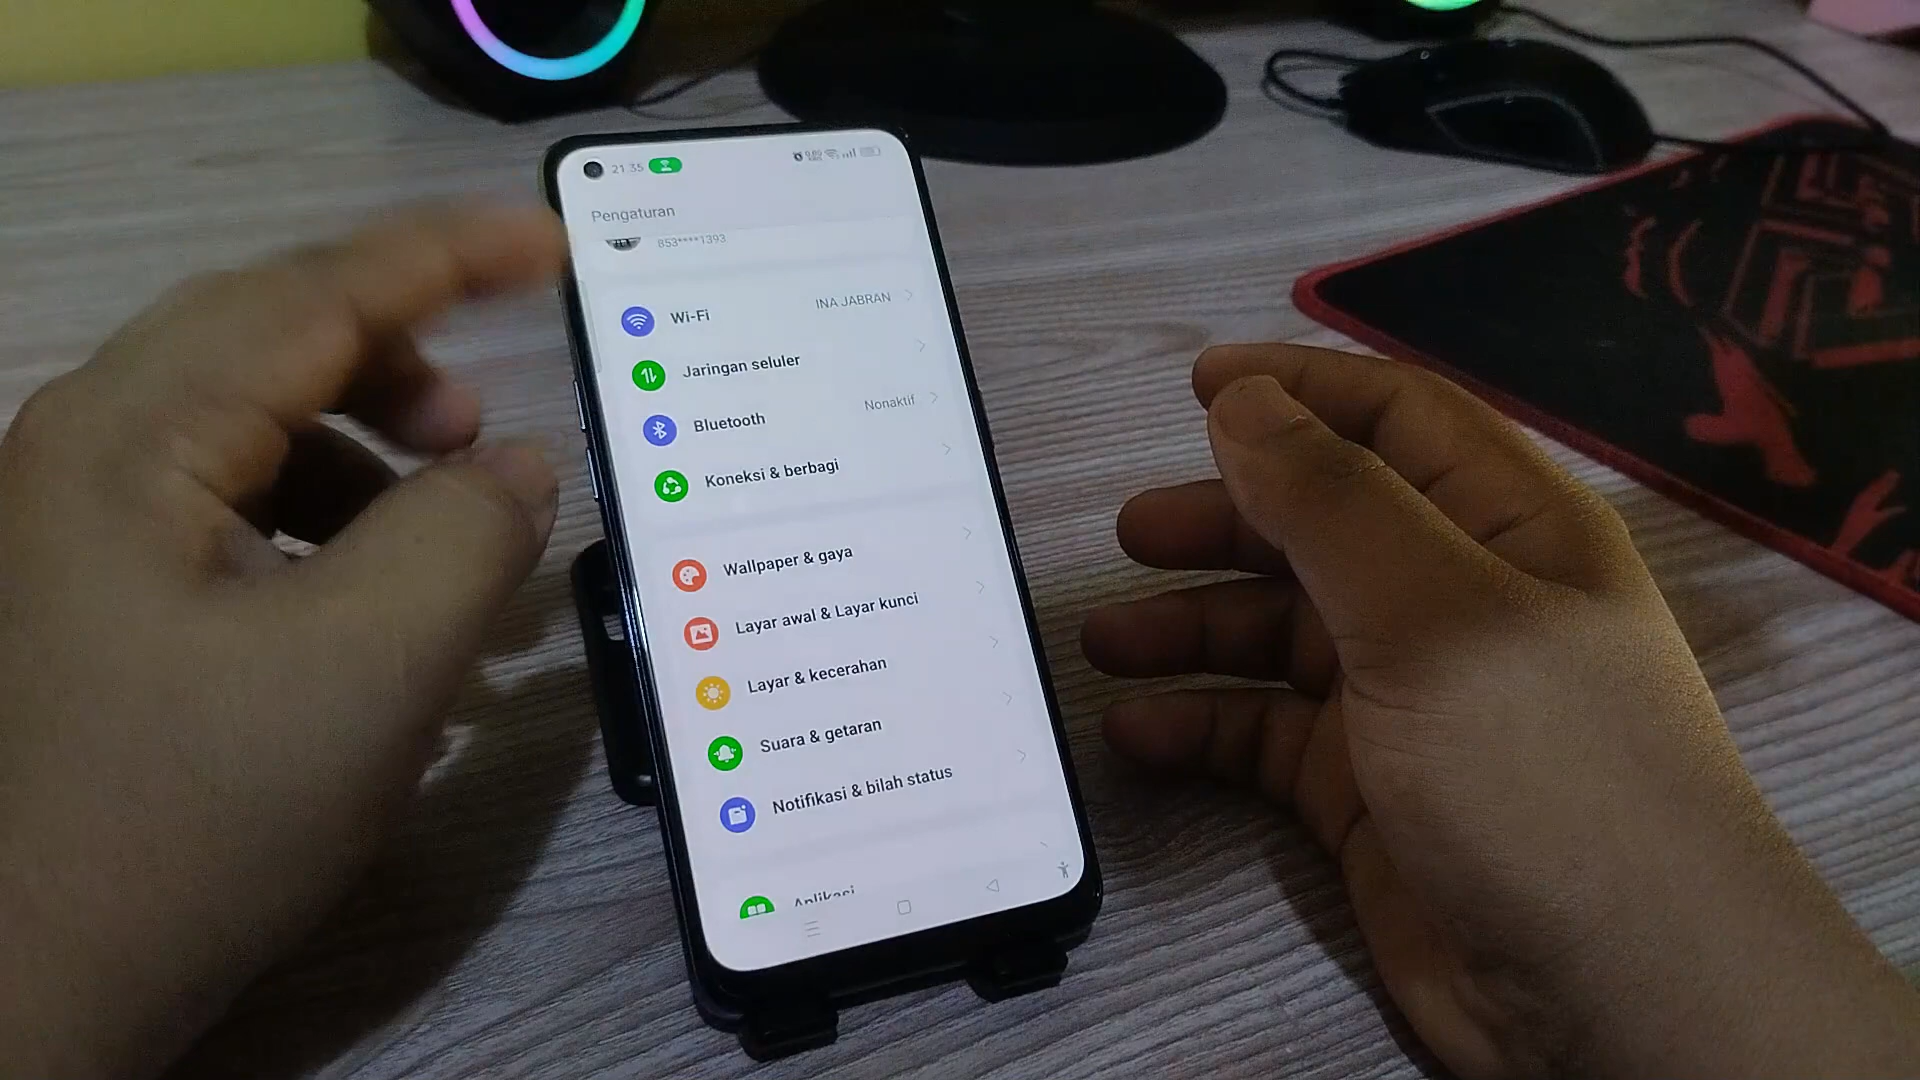 21.35
Pengaturan
853****1393
Wi-Fi
INA JABRAN
Jaringan seluler
Bluetooth
Nonaktif
Koneksi & berbagi
Wallpaper & gaya
Layar awal & Layar kunci
Layar & kecerahan
Suara & getaran
Notifikasi & bilah status
Aplikasi